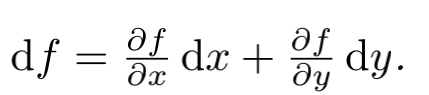 df = ∂f/∂x dx + ∂f/∂y dy.